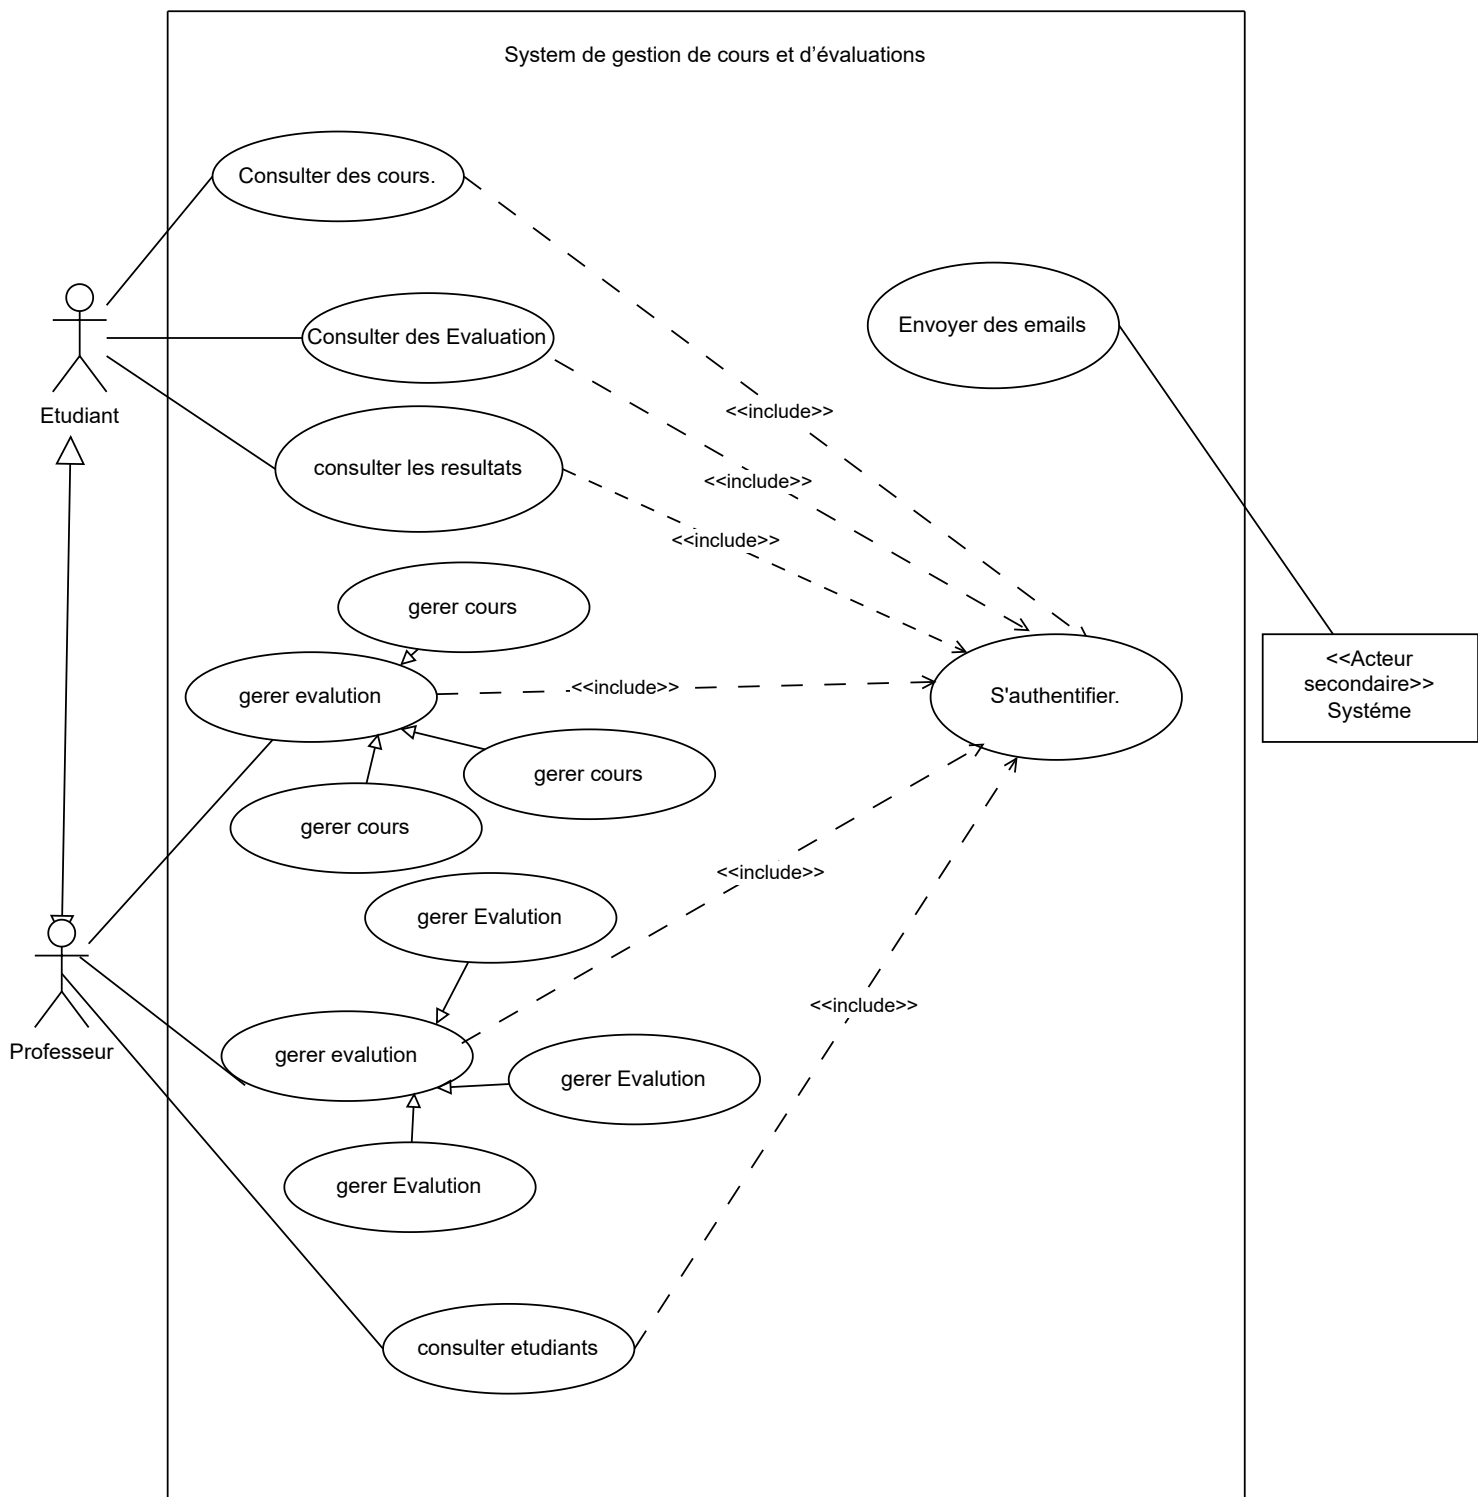 System de gestion de cours et d’évaluations
Consulter des cours.
Envoyer des emails
Consulter des Evaluation
Etudiant
<<include>>
consulter les resultats
<<include>>
<<include>>
gerer cours
<<Acteur
secondaire>>
Systéme
gerer evalution
<<include>>
S'authentifier.
gerer cours
gerer cours
<<include>>
gerer Evalution
<<include>>
Professeur
gerer evalution
gerer Evalution
gerer Evalution
consulter etudiants